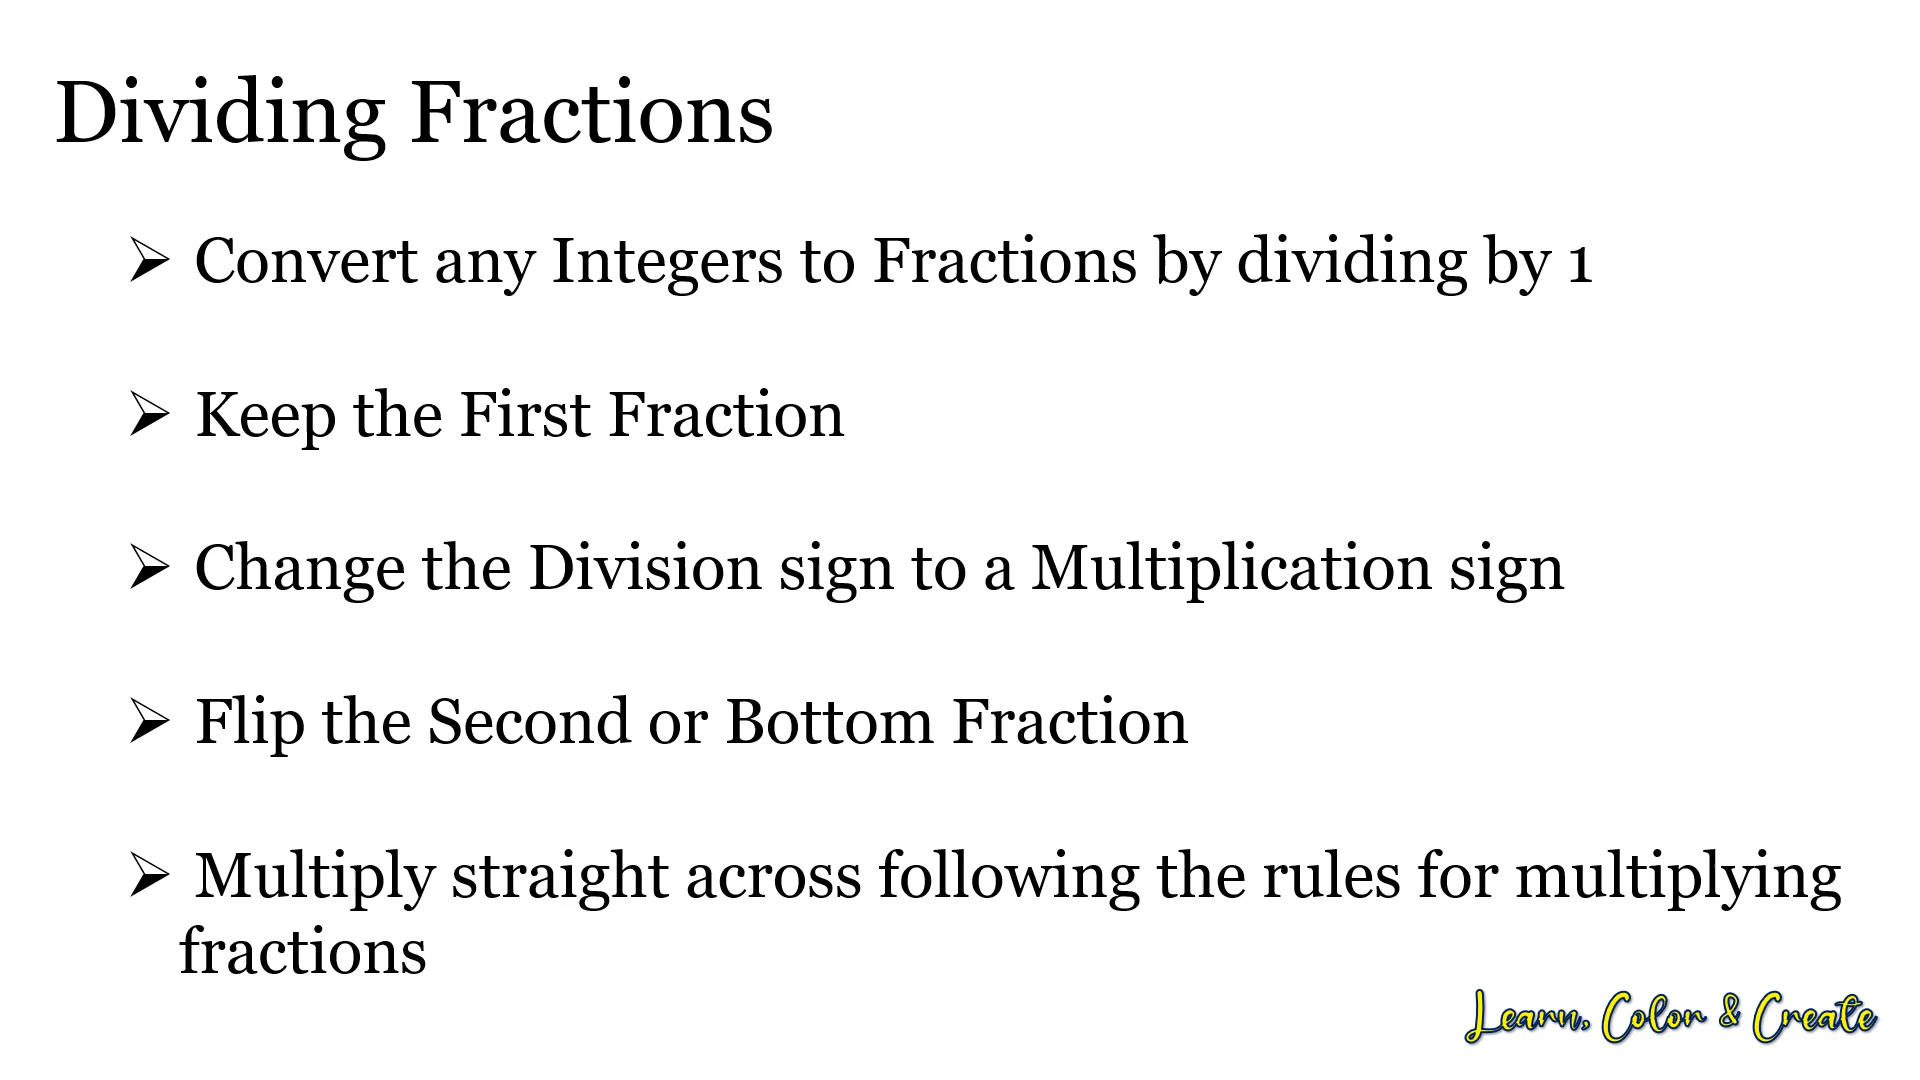 Dividing Fractions
➢ Convert any Integers to Fractions by dividing by 1
➢ Keep the First Fraction
➢ Change the Division sign to a Multiplication sign
➢ Flip the Second or Bottom Fraction
➢ Multiply straight across following the rules for multiplying
fractions
Learn, Color & Create